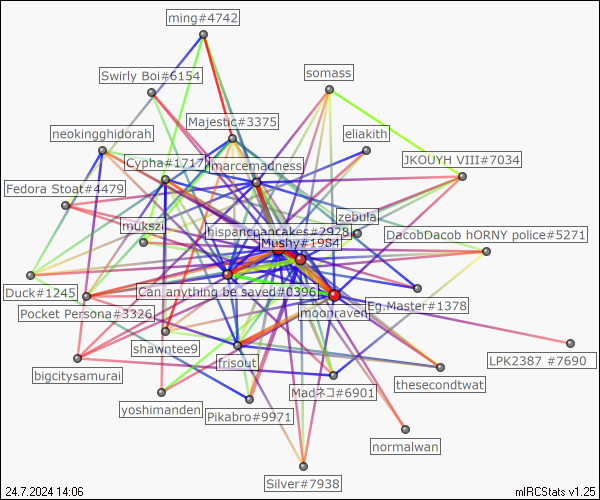 ming#4742
Swirly Boi#6154
somass
Majestic#3375
neokingghidorah
eliakith
Cypha#1717
marcemadness
JKOUYH VIII#7034
Fedora Stoat#4479
zebula
mukszi
hispanicpancakes#2928
DacobDacob hORNY police#5271
Mushy#1984
Duck#1245
Can anything be saved#0396
Eg.Master#1378
Pocket Persona#3326
moonraven
shawntee9
frisout
LPK2387 #7690
bigcitysamurai
thesecondtwat
Madネコ#6901
yoshimanden
Pikabro#9971
normalwan
Silver#7938
24.7.2024 14:06
mIRCStats v1.25